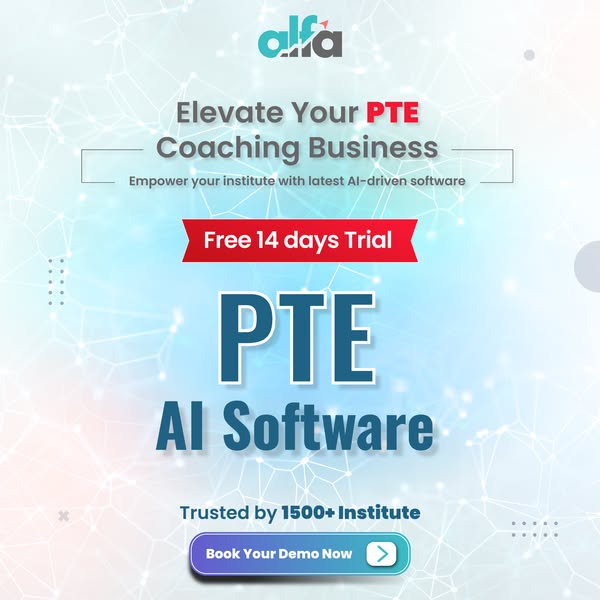 alfa
Elevate Your PTE
Coaching Business
Empower your institute with latest AI-driven software
Free 14 days Trial
PTE
AI Software
Trusted by 1500+ Institute
Book Your Demo Now